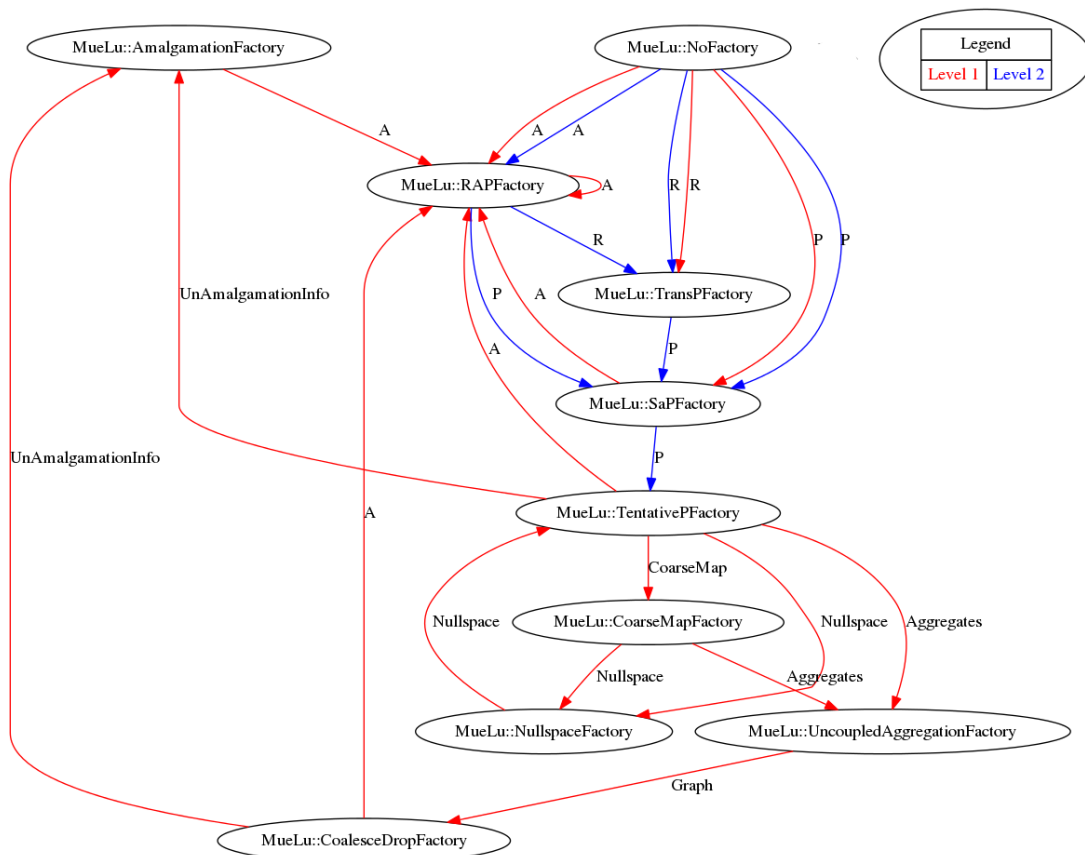 MueLu::AmalgamationFactory
MueLu::NoFactory
Legend
Level 1 Level 2
A
A
A
MueLu::RAPFactory
A
R
R
P
P
R
UnAmalgamationInfo
P
A
MueLu::TransPFactory
A
P
MueLu::SaPFactory
UnAmalgamationInfo
P
A
MueLu::TentativePFactory
CoarseMap
Nullspace
MueLu::CoarseMapFactory
Nullspace
Aggregates
Nullspace
Aggregates
MueLu::NullspaceFactory
MueLu::UncoupledAggregationFactory
Graph
MueLu::CoalesceDropFactory